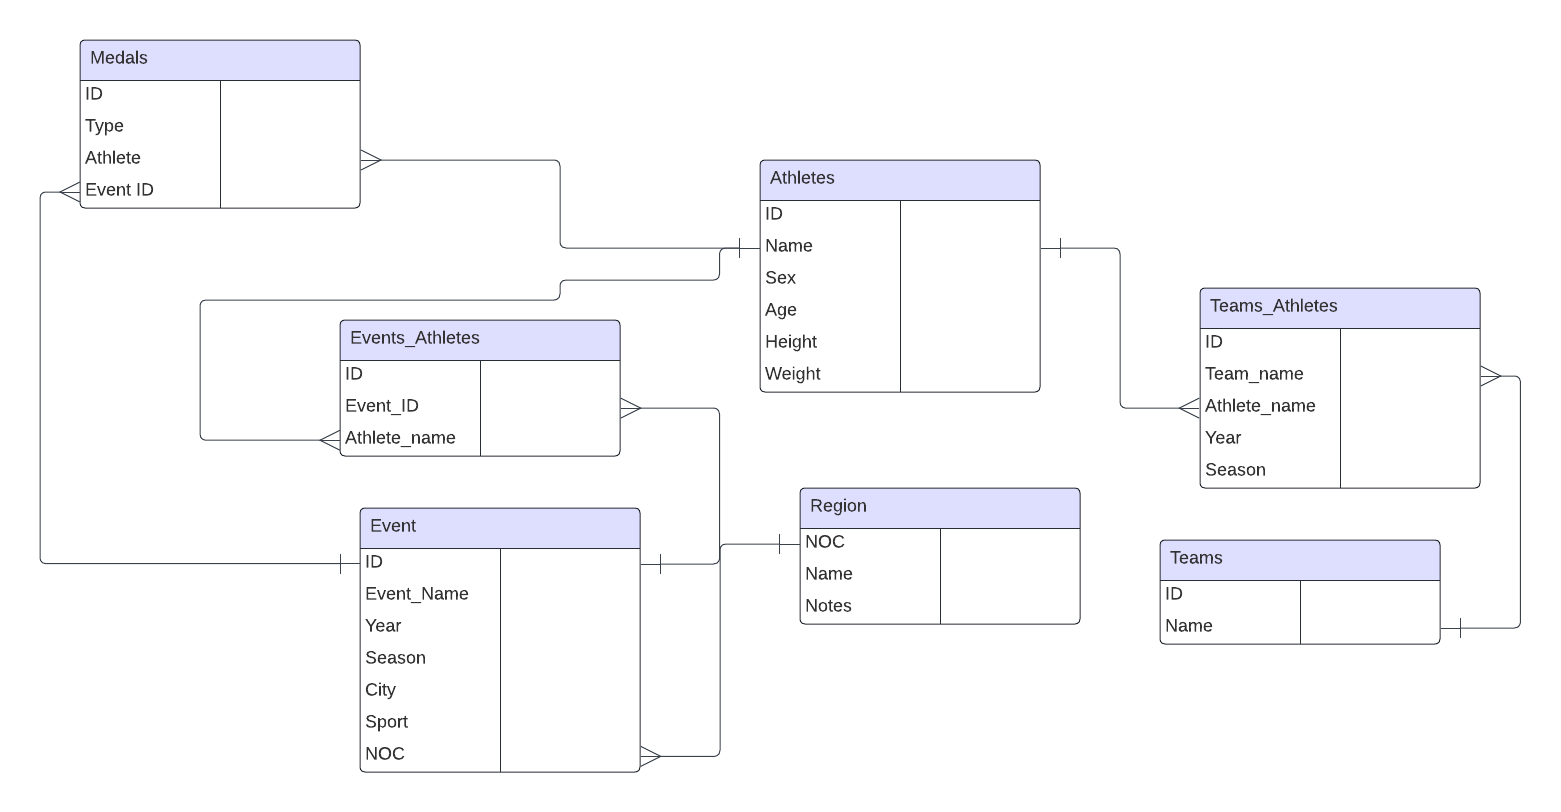 Medals
ID
Type
Athlete
Event ID
Athletes
ID
Name
Sex
Age
Height
Weight
Events_Athletes
ID
Event_ID
Athlete_name
Teams_Athletes
ID
Team_name
Athlete_name
Year
Season
Event
ID
Event_Name
Year
Season
City
Sport
NOC
Region
NOC
Name
Notes
Teams
ID
Name